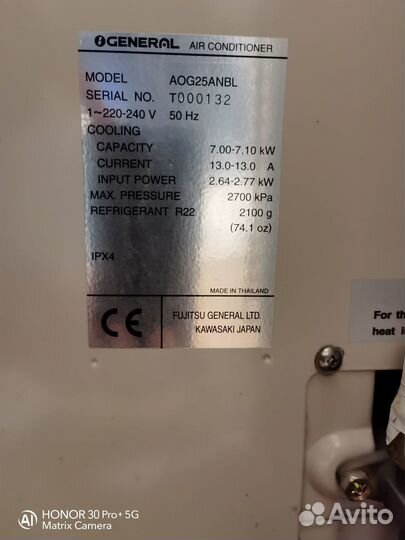 GENERAL AIR CONDITIONER
MODEL AOG25ANBL
SERIAL NO. T000132
1~220-240 V 50 Hz
COOLING
CAPACITY 7.00-7.10 kW
CURRENT 13.0-13.0 A
INPUT POWER 2.64-2.77 kW
MAX. PRESSURE 2700 kPa
REFRIGERANT R22 2100 g
(74.1 oz)
IPX4
MADE IN THAILAND
CE
FUJITSU GENERAL LTD.
KAWASAKI JAPAN
For th
heat in
AI HONOR 30 Pro+ 5G
Matrix Camera
Avito